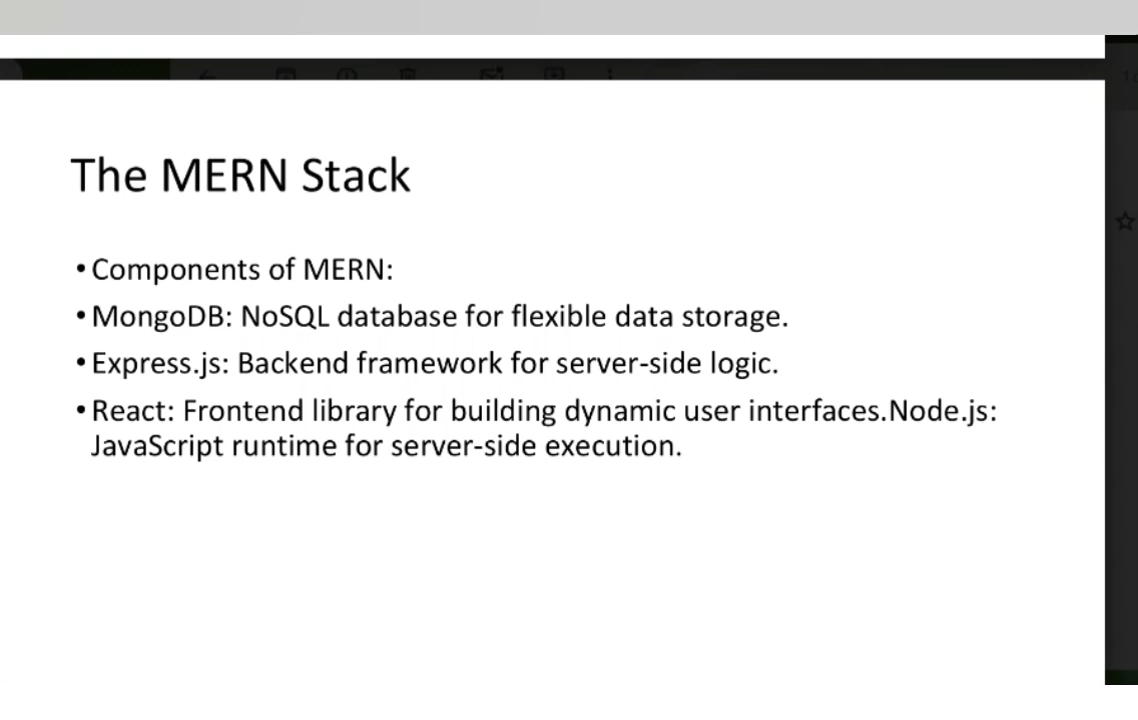 The MERN Stack
• Components of MERN:
• MongoDB: NoSQL database for flexible data storage.
• Express.js: Backend framework for server-side logic.
• React: Frontend library for building dynamic user interfaces.Node.js:
JavaScript runtime for server-side execution.